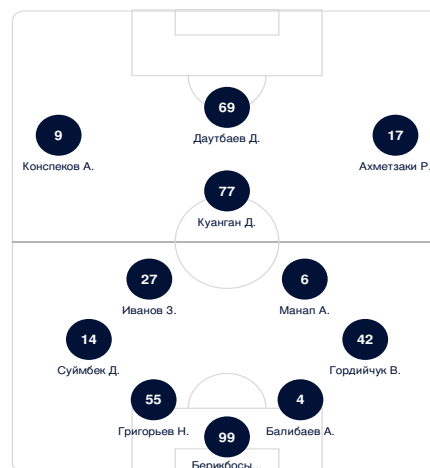 69
Даутбаев Д.
9
Конспеков А.
17
Ахметзаки Р.
77
Куанган Д.
27
Иванов З.
6
Манап А.
14
Суймбек Д.
42
Гордийчук В.
55
Григорьев Н.
4
Балибаев А.
99
Берикбосы...